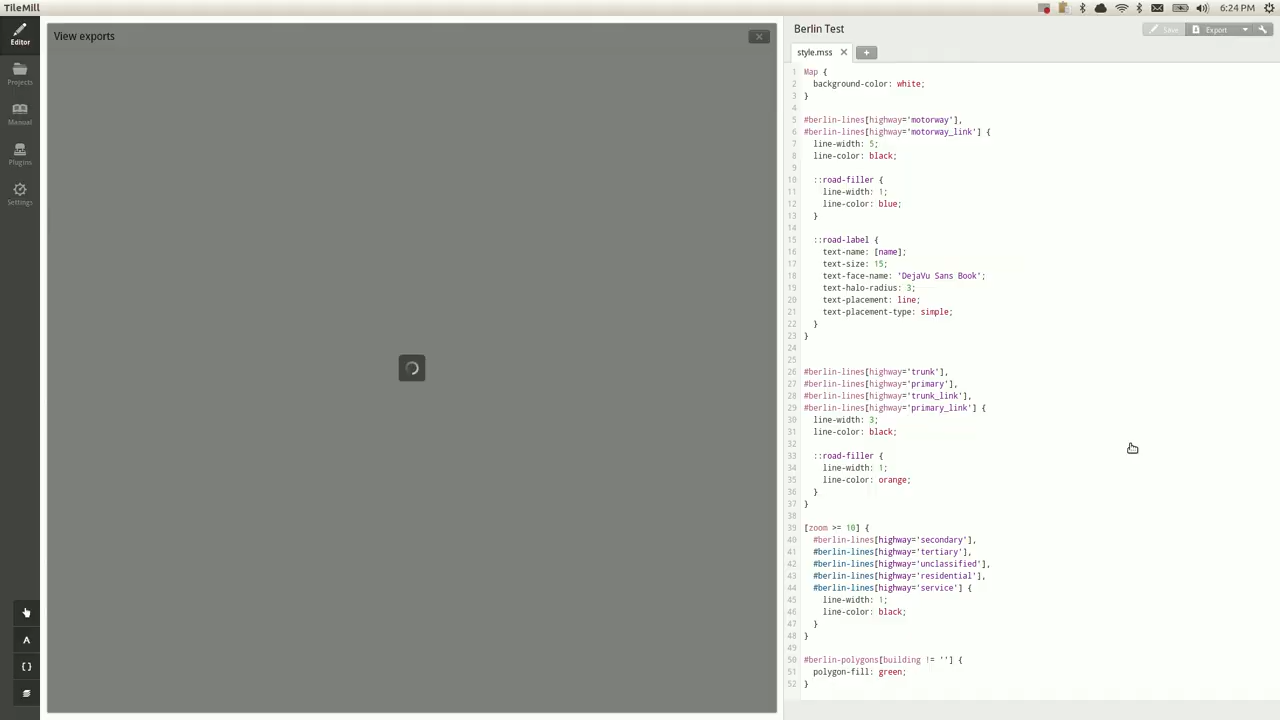 TileMill
6:24 PM
Editor
Projects
Manual
Plugins
Settings
A
{}
View exports
Berlin Test
Save
Export
style.mss
1 Map {
2 background-color: white;
3 }
4
5 #berlin-lines[highway='motorway'],
6 #berlin-lines[highway='motorway_link'] {
7 line-width: 5;
8 line-color: black;
9
10 ::road-filler {
11 line-width: 1;
12 line-color: blue;
13 }
14
15 ::road-label {
16 text-name: [name];
17 text-size: 15;
18 text-face-name: 'DejaVu Sans Book';
19 text-halo-radius: 3;
20 text-placement: line;
21 text-placement-type: simple;
22 }
23 }
24
25
26 #berlin-lines[highway='trunk'],
27 #berlin-lines[highway='primary'],
28 #berlin-lines[highway='trunk_link'],
29 #berlin-lines[highway='primary_link'] {
30 line-width: 3;
31 line-color: black;
32
33 ::road-filler {
34 line-width: 1;
35 line-color: orange;
36 }
37 }
38
39 [zoom >= 10] {
40 #berlin-lines[highway='secondary'],
41 #berlin-lines[highway='tertiary'],
42 #berlin-lines[highway='unclassified'],
43 #berlin-lines[highway='residential'],
44 #berlin-lines[highway='service'] {
45 line-width: 1;
46 line-color: black;
47 }
48 }
49
50 #berlin-polygons[building != ''] {
51 polygon-fill: green;
52 }